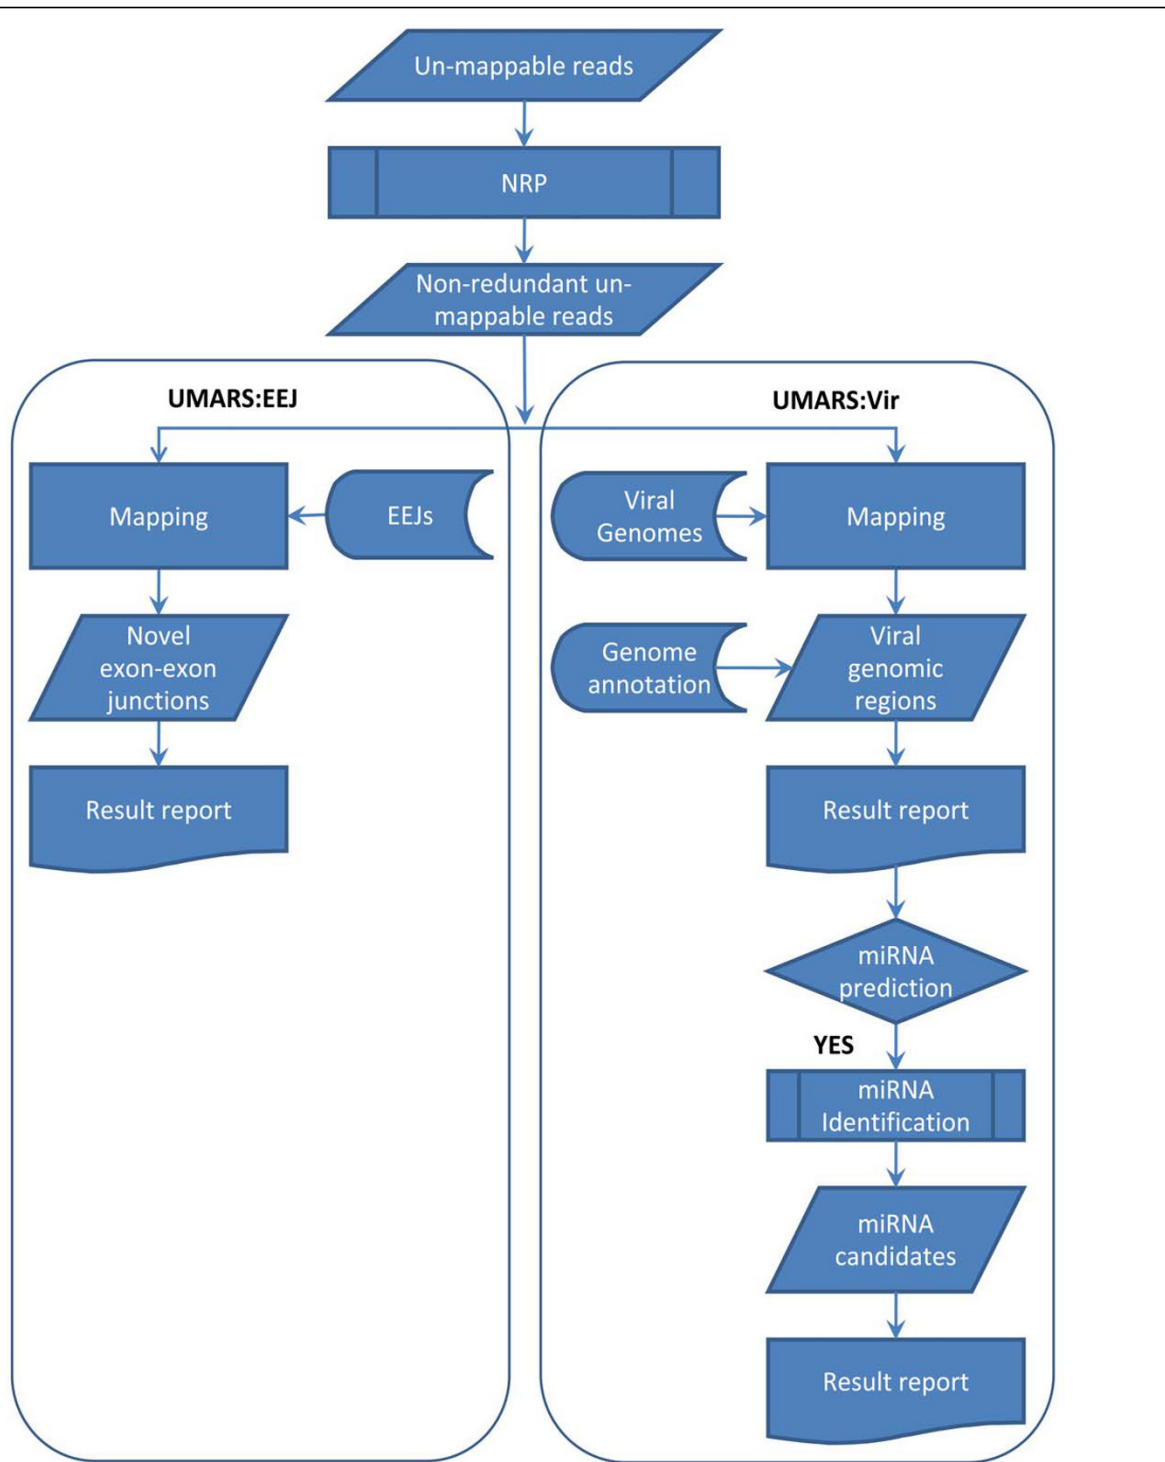 Un-mappable reads
NRP
Non-redundant un-
mappable reads
UMARS:EEJ
Mapping
EEJs
Novel
exon-exon
junctions
Result report
UMARS:Vir
Viral
Genomes
Mapping
Genome
annotation
Viral
genomic
regions
Result report
miRNA
prediction
YES
miRNA
Identification
miRNA
candidates
Result report